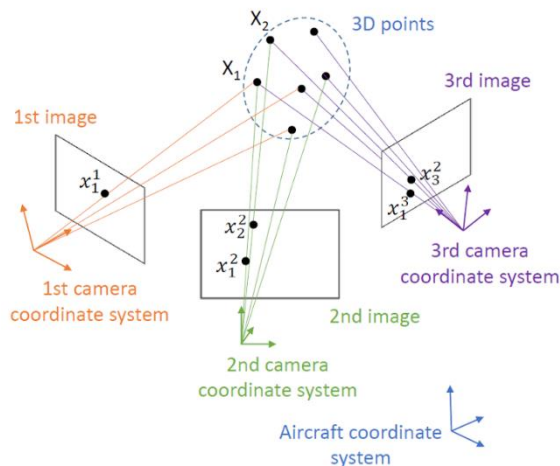 X₂
3D points
X₁
3rd image
1st image
x₁¹
x₃²
x₁³
x₂²
x₁²
3rd camera
coordinate system
1st camera
coordinate system
2nd image
2nd camera
coordinate system
Aircraft coordinate
system